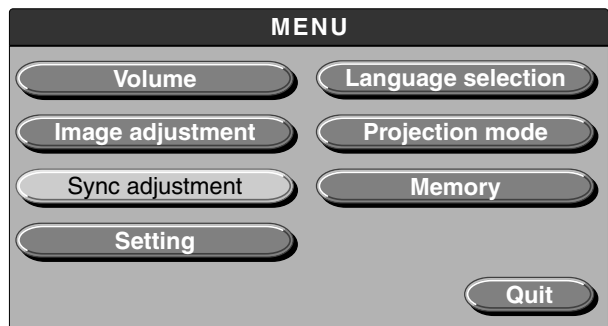 MENU
Volume
Language selection
Image adjustment
Projection mode
Sync adjustment
Memory
Setting
Quit